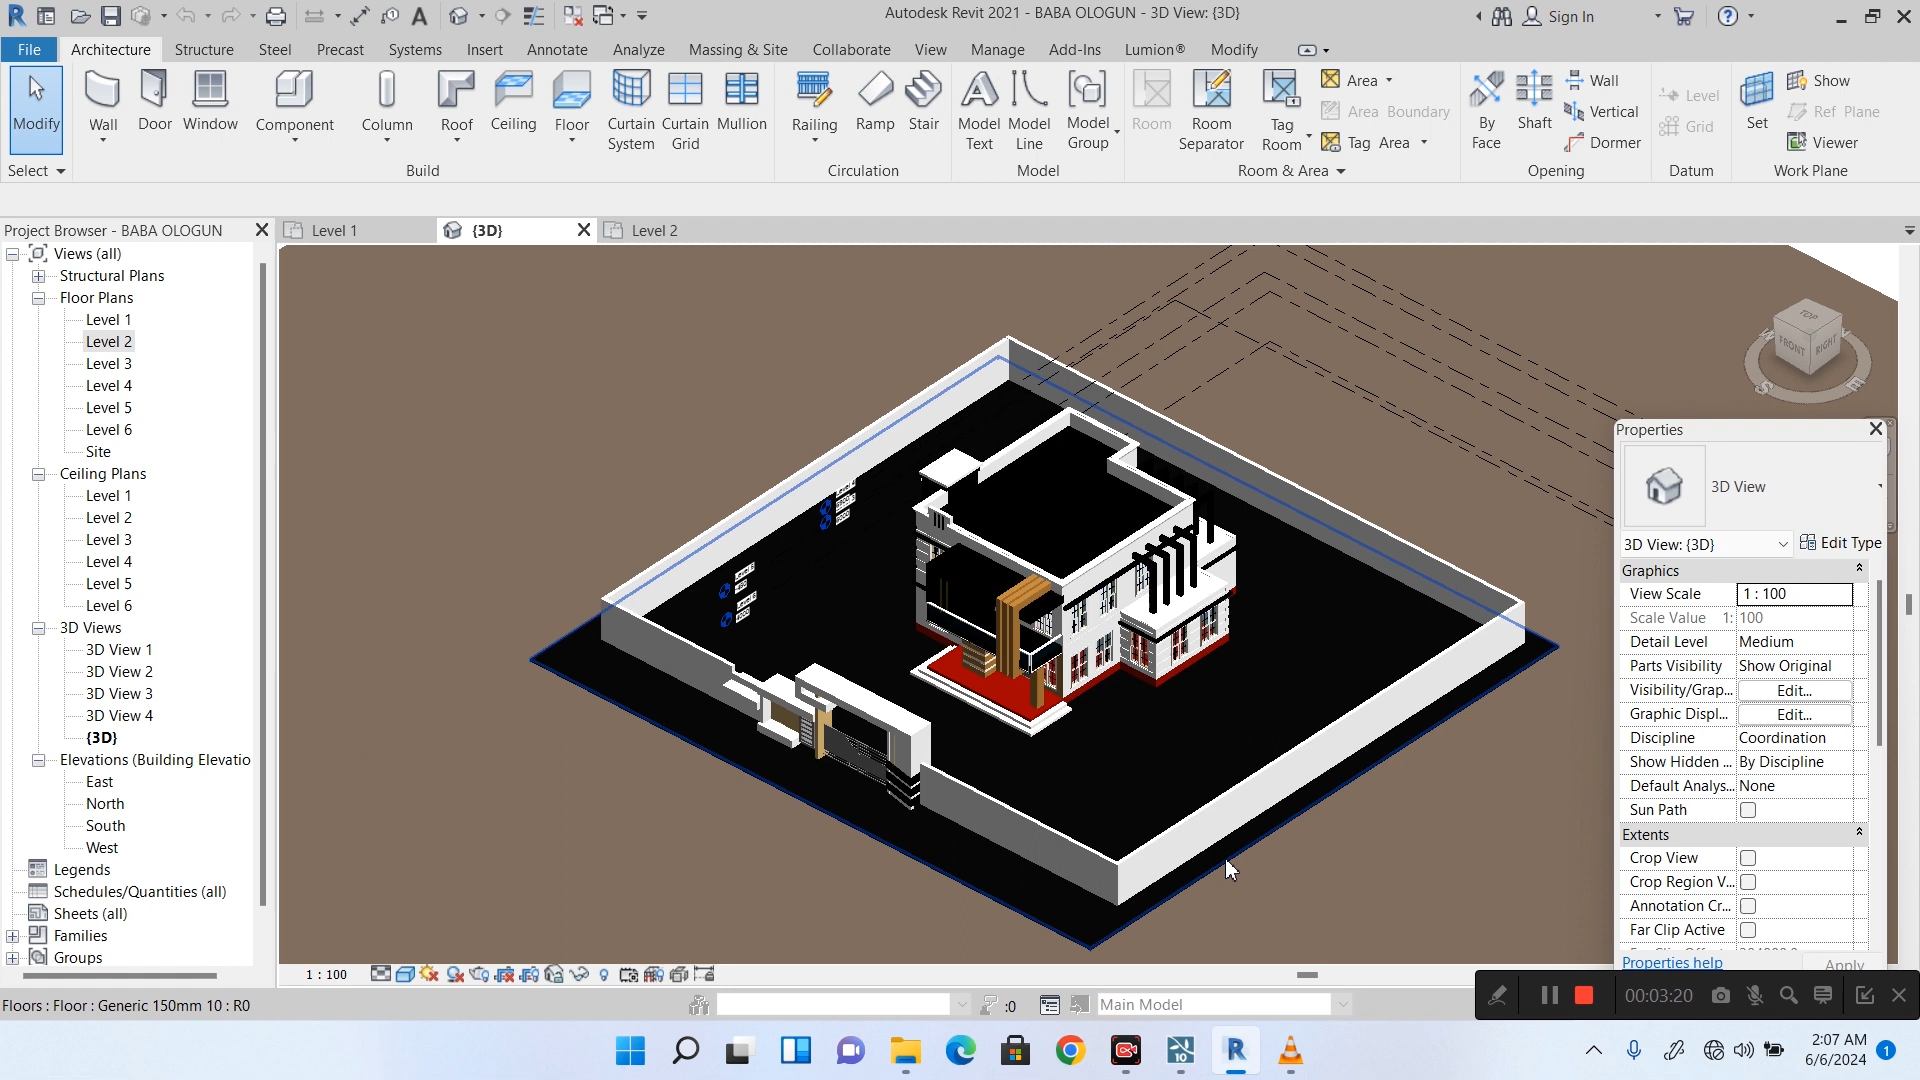 Autodesk Revit 2021 - BABA OLOGUN - 3D View: {3D}
Sign In
File Architecture Structure Steel Precast Systems Insert Annotate Analyze Massing & Site Collaborate View Manage Add-Ins Lumion® Modify
Modify Wall Door Window Component Column Roof Ceiling Floor Curtain System Curtain Grid Mullion Railing Ramp Stair Model Text Model Line Model Group Room Room Separator Tag Room
Area
Area Boundary
Tag Area
By Face Shaft
Wall
Vertical
Dormer
Level
Grid
Set
Show
Ref Plane
Viewer
Select Build Circulation Model Room & Area Opening Datum Work Plane
Project Browser - BABA OLOGUN
Level 1 {3D} Level 2
Views (all)
Structural Plans
Floor Plans
Level 1
Level 2
Level 3
Level 4
Level 5
Level 6
Site
Ceiling Plans
Level 1
Level 2
Level 3
Level 4
Level 5
Level 6
3D Views
3D View 1
3D View 2
3D View 3
3D View 4
{3D}
Elevations (Building Elevatio
East
North
South
West
Legends
Schedules/Quantities (all)
Sheets (all)
Families
Groups
TOP
FRONT
RIGHT
W
S
E
Properties
3D View
3D View: {3D} Edit Type
Graphics
View Scale 1 : 100
Scale Value 1: 100
Detail Level Medium
Parts Visibility Show Original
Visibility/Grap... Edit...
Graphic Displ... Edit...
Discipline Coordination
Show Hidden ... By Discipline
Default Analys... None
Sun Path
Extents
Crop View
Crop Region V...
Annotation Cr...
Far Clip Active
Properties help Apply
1 : 100
Floors : Floor : Generic 150mm 10 : R0
:0
Main Model
00:03:20
10
2:07 AM
6/6/2024
1